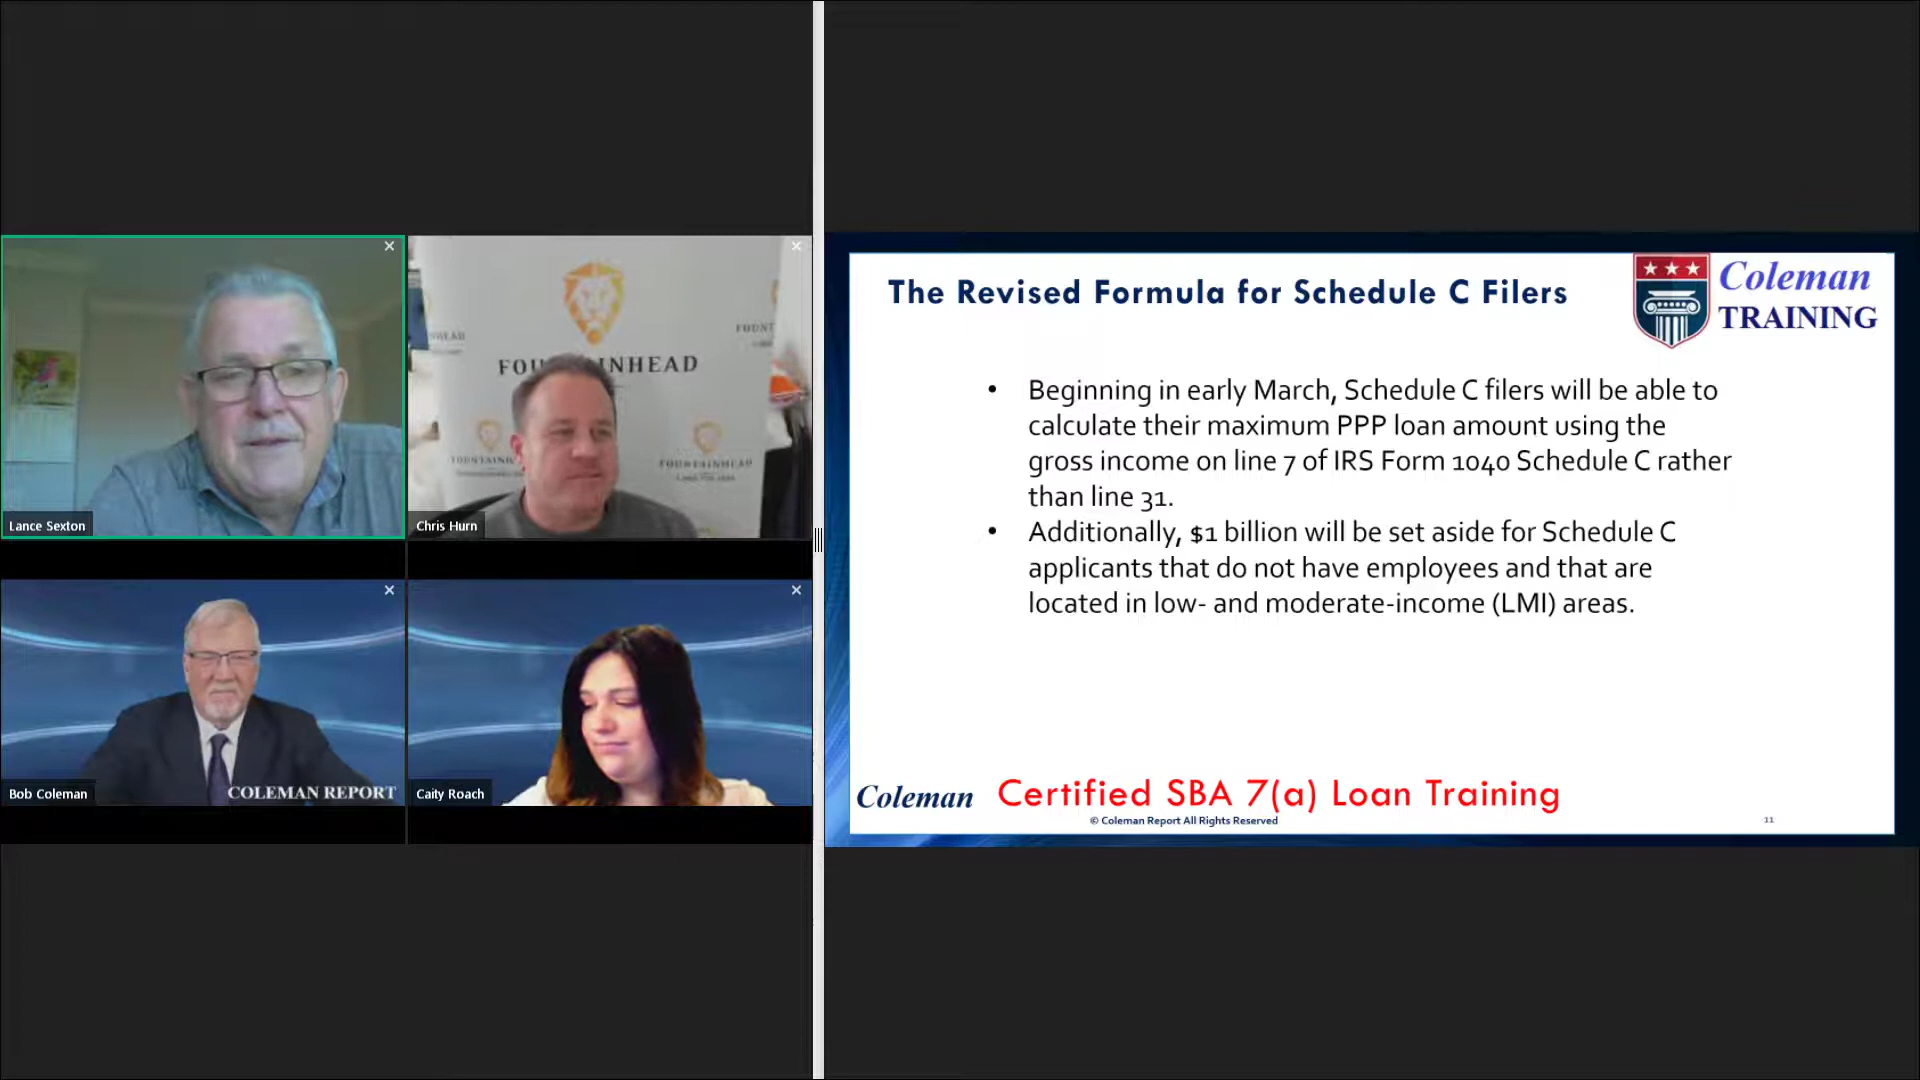 FOUNTAINHEAD
Lance Sexton
Chris Hurn
COLEMAN REPORT
Bob Coleman
Caity Roach
The Revised Formula for Schedule C Filers
Coleman
TRAINING
• Beginning in early March, Schedule C filers will be able to
calculate their maximum PPP loan amount using the
gross income on line 7 of IRS Form 1040 Schedule C rather
than line 31.
• Additionally, $1 billion will be set aside for Schedule C
applicants that do not have employees and that are
located in low- and moderate-income (LMI) areas.
Coleman
Certified SBA 7(a) Loan Training
© Coleman Report All Rights Reserved
11